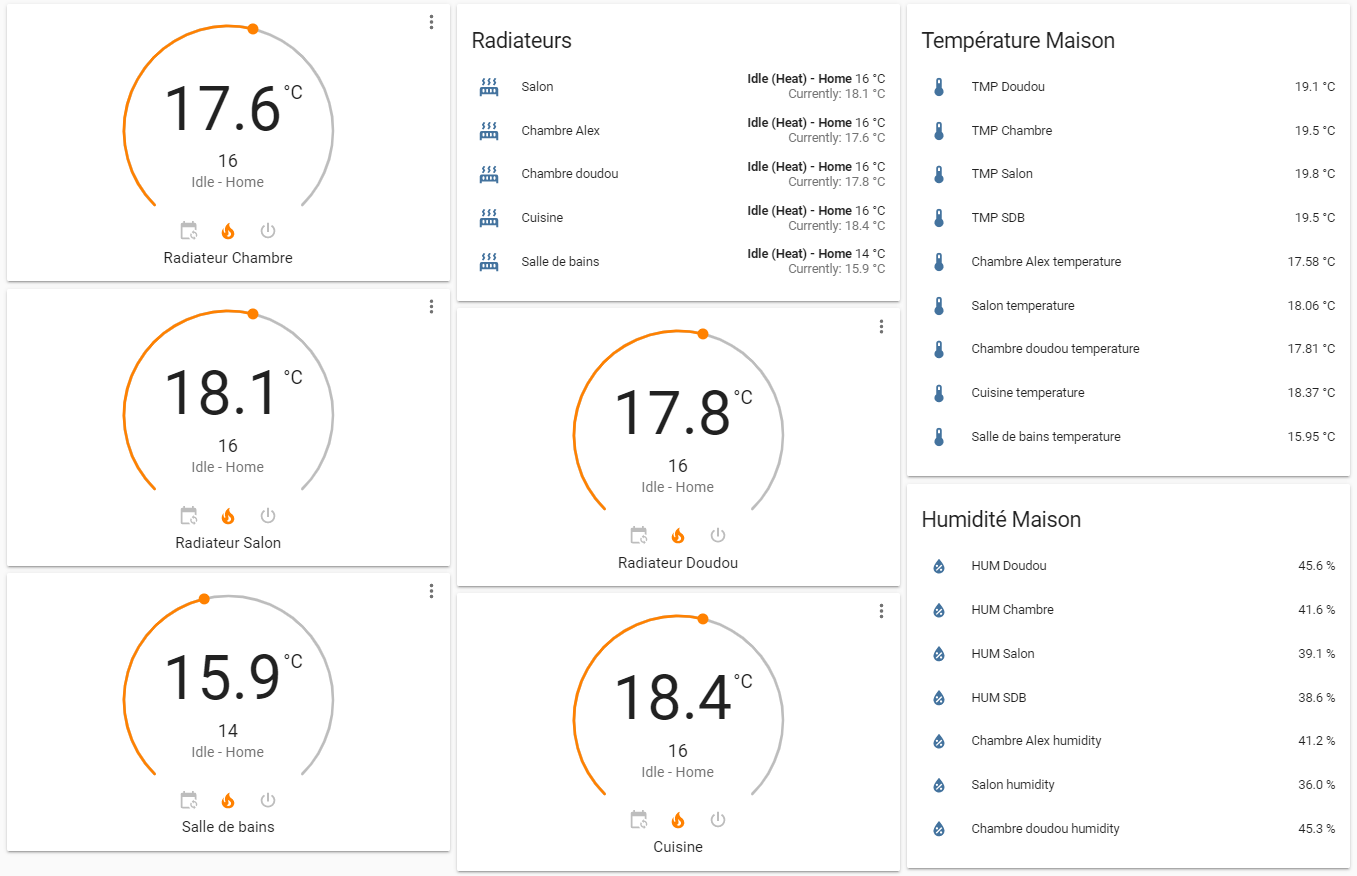 17.6 °C
16
Idle - Home
Radiateur Chambre
18.1 °C
16
Idle - Home
Radiateur Salon
15.9 °C
14
Idle - Home
Salle de bains
Radiateurs
Salon Idle (Heat) - Home 16 °C
Currently: 18.1 °C
Chambre Alex Idle (Heat) - Home 16 °C
Currently: 17.6 °C
Chambre doudou Idle (Heat) - Home 16 °C
Currently: 17.8 °C
Cuisine Idle (Heat) - Home 16 °C
Currently: 18.4 °C
Salle de bains Idle (Heat) - Home 14 °C
Currently: 15.9 °C
17.8 °C
16
Idle - Home
Radiateur Doudou
18.4 °C
16
Idle - Home
Cuisine
Température Maison
TMP Doudou 19.1 °C
TMP Chambre 19.5 °C
TMP Salon 19.8 °C
TMP SDB 19.5 °C
Chambre Alex temperature 17.58 °C
Salon temperature 18.06 °C
Chambre doudou temperature 17.81 °C
Cuisine temperature 18.37 °C
Salle de bains temperature 15.95 °C
Humidité Maison
HUM Doudou 45.6 %
HUM Chambre 41.6 %
HUM Salon 39.1 %
HUM SDB 38.6 %
Chambre Alex humidity 41.2 %
Salon humidity 36.0 %
Chambre doudou humidity 45.3 %